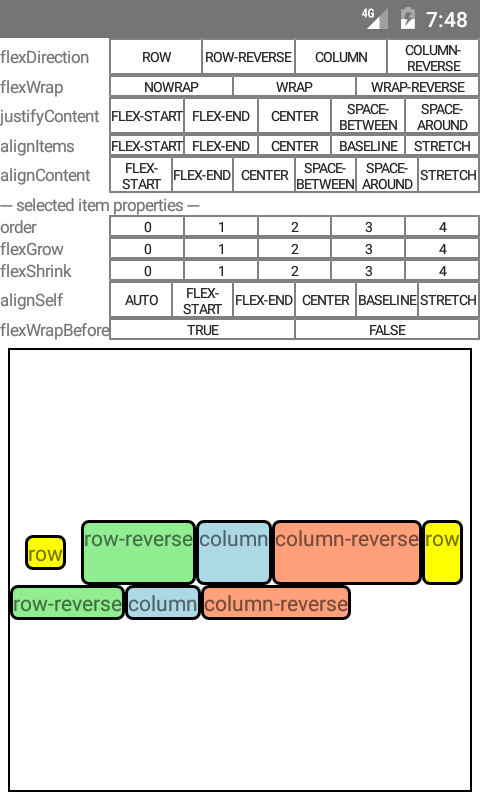 4G 7:48
flexDirection ROW ROW-REVERSE COLUMN COLUMN-REVERSE
flexWrap NOWRAP WRAP WRAP-REVERSE
justifyContent FLEX-START FLEX-END CENTER SPACE-BETWEEN SPACE-AROUND
alignItems FLEX-START FLEX-END CENTER BASELINE STRETCH
alignContent FLEX-START FLEX-END CENTER SPACE-BETWEEN SPACE-AROUND STRETCH
--- selected item properties ---
order 0 1 2 3 4
flexGrow 0 1 2 3 4
flexShrink 0 1 2 3 4
alignSelf AUTO FLEX-START FLEX-END CENTER BASELINE STRETCH
flexWrapBefore TRUE FALSE
row row-reverse column column-reverse row
row-reverse column column-reverse